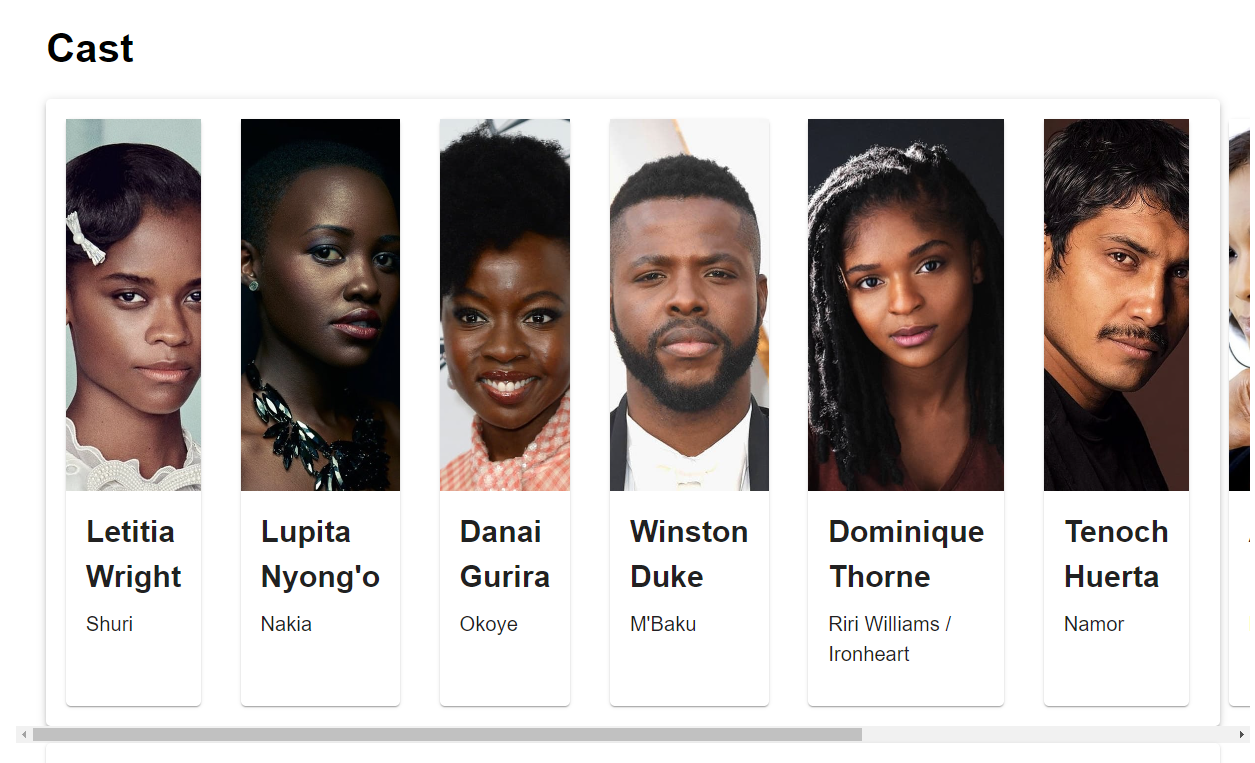 Cast
Letitia
Wright
Shuri
Lupita
Nyong'o
Nakia
Danai
Gurira
Okoye
Winston
Duke
M'Baku
Dominique
Thorne
Riri Williams /
Ironheart
Tenoch
Huerta
Namor